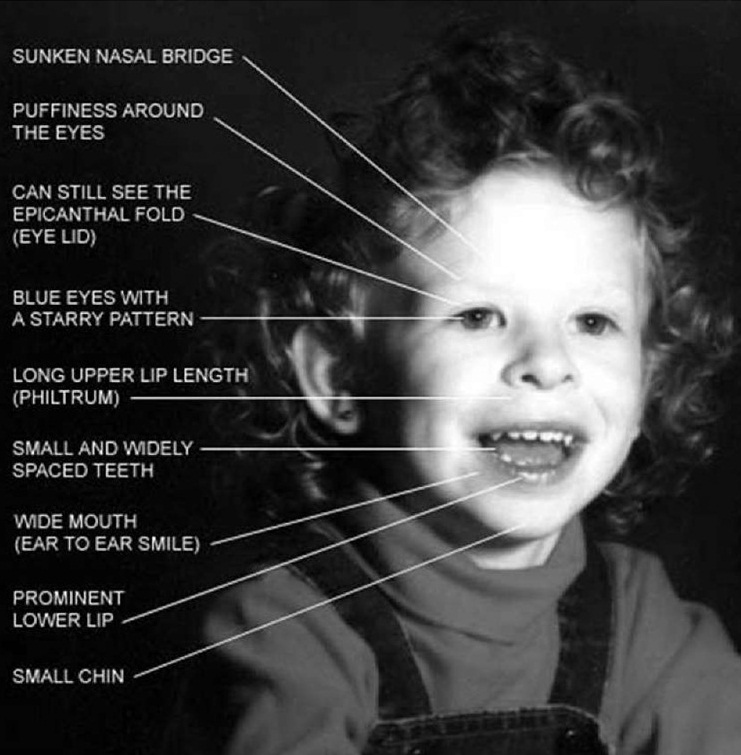 SUNKEN NASAL BRIDGE
PUFFINESS AROUND
THE EYES
CAN STILL SEE THE
EPICANTHAL FOLD
(EYE LID)
BLUE EYES WITH
A STARRY PATTERN
LONG UPPER LIP LENGTH
(PHILTRUM)
SMALL AND WIDELY
SPACED TEETH
WIDE MOUTH
(EAR TO EAR SMILE)
PROMINENT
LOWER LIP
SMALL CHIN